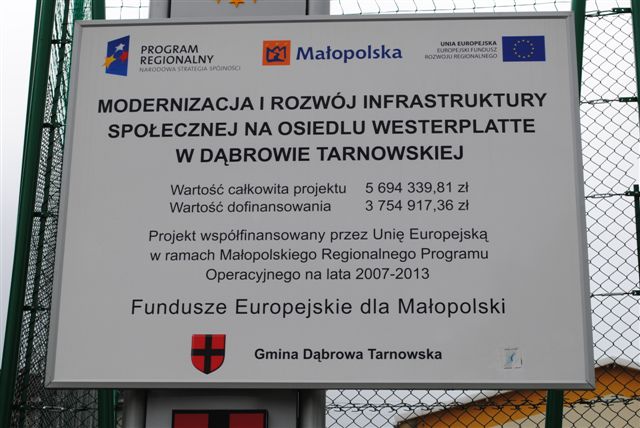 PROGRAM
REGIONALNY
NARODOWA STRATEGIA SPÓJNOŚCI
Małopolska
UNIA EUROPEJSKA
EUROPEJSKI FUNDUSZ
ROZWOJU REGIONALNEGO
MODERNIZACJA I ROZWÓJ INFRASTRUKTURY
SPOŁECZNEJ NA OSIEDLU WESTERPLATTE
W DĄBROWIE TARNOWSKIEJ
Wartość całkowita projektu 5 694 339,81 zł
Wartość dofinansowania 3 754 917,36 zł
Projekt współfinansowany przez Unię Europejską
w ramach Małopolskiego Regionalnego Programu
Operacyjnego na lata 2007-2013
Fundusze Europejskie dla Małopolski
Gmina Dąbrowa Tarnowska